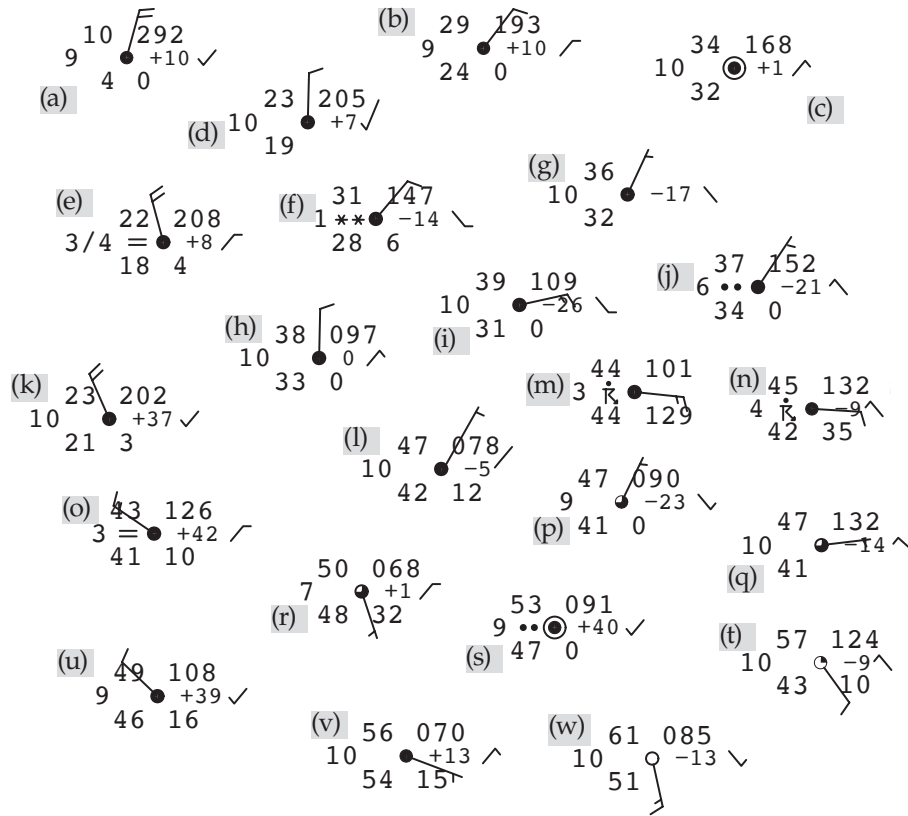 (a)
10 292
9 +10
4 0
(b)
29 193
9 +10
24 0
(c)
34 168
10 +1
32
(d)
23 205
10 +7
19
(e)
22 208
3/4 = +8
18 4
(f)
31 147
1 ** −14
28 6
(g)
36
10 −17
32
(h)
38 097
10 0
33 0
(i)
39 109
10 −26
31 0
(j)
37 152
6 •• −21
34 0
(k)
23 202
10 +37
21 3
(l)
47 078
10 −5
42 12
(m)
44 101
3
44 129
(n)
45 132
4 −9
42 35
(o)
43 126
3 = +42
41 10
(p)
47 090
9 −23
41 0
(q)
47 132
10 −14
41
(r)
50 068
7 +1
48 32
(s)
53 091
9 •• +40
47 0
(t)
57 124
10 −9
43 10
(u)
49 108
9 +39
46 16
(v)
56 070
10 +13
54 15
(w)
61 085
10 −13
51